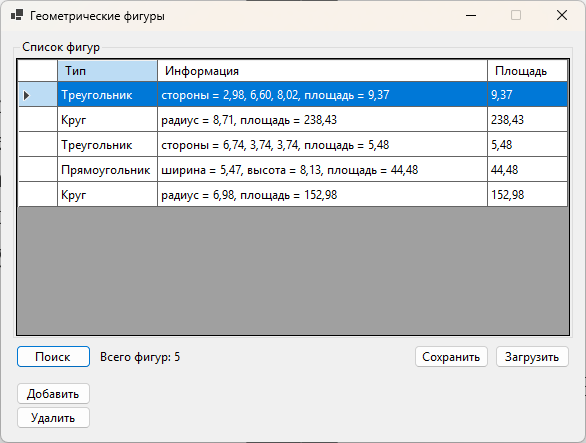 Геометрические фигуры
Список фигур
Тип Информация Площадь
Треугольник стороны = 2,98, 6,60, 8,02, площадь = 9,37 9,37
Круг радиус = 8,71, площадь = 238,43 238,43
Треугольник стороны = 6,74, 3,74, 3,74, площадь = 5,48 5,48
Прямоугольник ширина = 5,47, высота = 8,13, площадь = 44,48 44,48
Круг радиус = 6,98, площадь = 152,98 152,98
Поиск Всего фигур: 5 Сохранить Загрузить
Добавить
Удалить